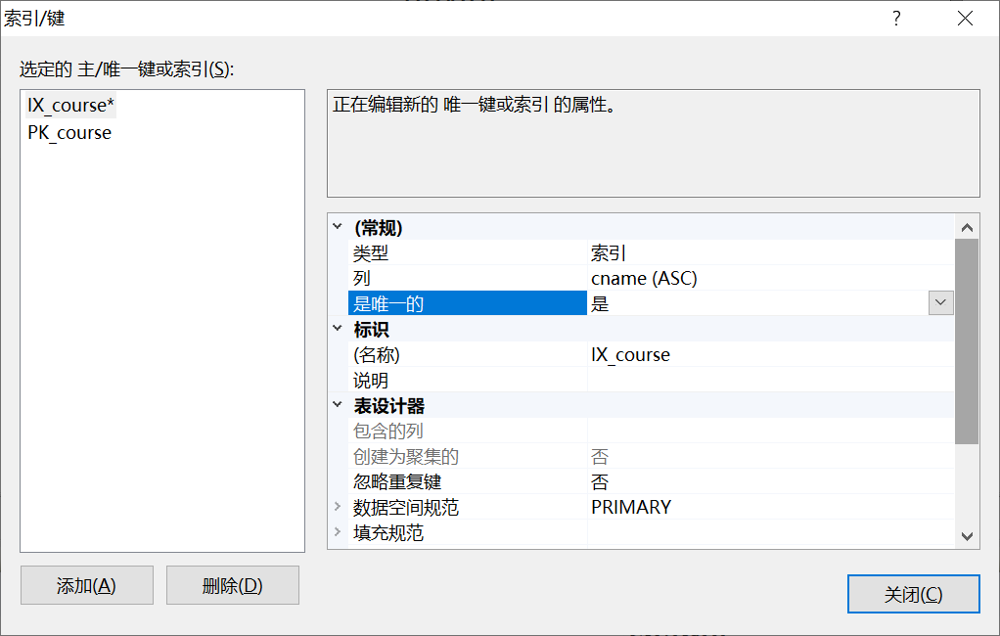 索引/键
?
选定的 主/唯一键或索引(S):
IX_course*
PK_course
正在编辑新的 唯一键或索引 的属性。
(常规)
类型 索引
列 cname (ASC)
是唯一的 是
标识
(名称) IX_course
说明
表设计器
包含的列
创建为聚集的 否
忽略重复键 否
数据空间规范 PRIMARY
填充规范
添加(A) 删除(D)
关闭(C)